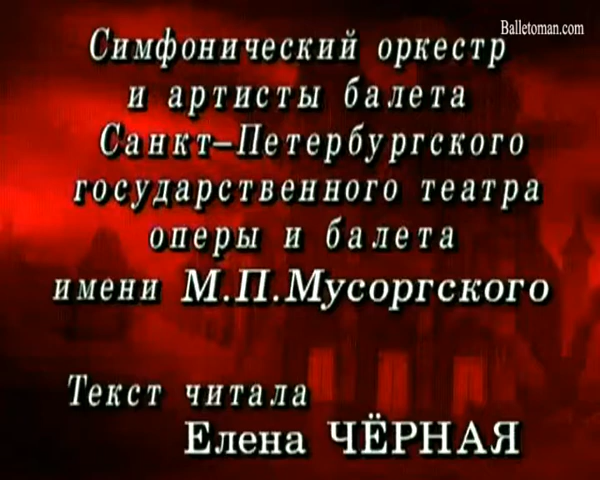 Balletoman.com
Симфонический оркестр
и артисты балета
Санкт–Петербургского
государственного театра
оперы и балета
имени М.П.Мусоргского
Текст читала
Елена ЧЁРНАЯ